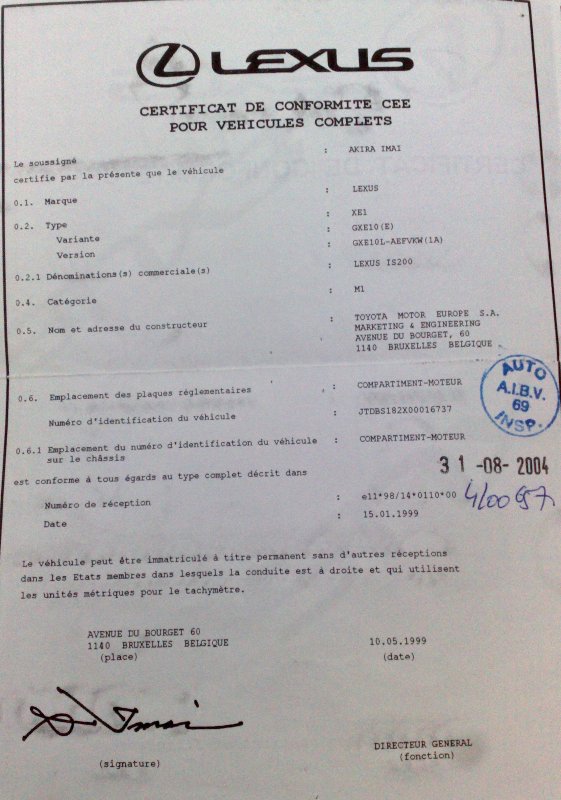 LEXUS
CERTIFICAT DE CONFORMITE CEE
POUR VEHICULES COMPLETS
Le soussigné : AKIRA IMAI
certifie par la présente que le véhicule
0.1. Marque : LEXUS
0.2. Type : XE1
Variante : GXE10(E)
Version : GXE10L-AEFVKW(1A)
0.2.1 Dénominations(s) commerciale(s) : LEXUS IS200
0.4. Catégorie : M1
0.5. Nom et adresse du constructeur : TOYOTA MOTOR EUROPE S.A.
MARKETING & ENGINEERING
AVENUE DU BOURGET, 60
1140 BRUXELLES BELGIQUE
AUTO
A.I.B.V.
69
INSP.
0.6. Emplacement des plaques réglementaires : COMPARTIMENT-MOTEUR
Numéro d'identification du véhicule : JTDBS182X00016737
0.6.1 Emplacement du numéro d'identification du véhicule : COMPARTIMENT-MOTEUR
sur le châssis
31-08-2004
est conforme à tous égards au type complet décrit dans
Numéro de réception : e11*98/14*0110*00
4100657
Date : 15.01.1999
Le véhicule peut être immatriculé à titre permanent sans d'autres réceptions
dans les Etats membres dans lesquels la conduite est à droite et qui utilisent
les unités métriques pour le tachymètre.
AVENUE DU BOURGET 60
1140 BRUXELLES BELGIQUE 10.05.1999
(place) (date)
A. Imai
DIRECTEUR GENERAL
(signature) (fonction)